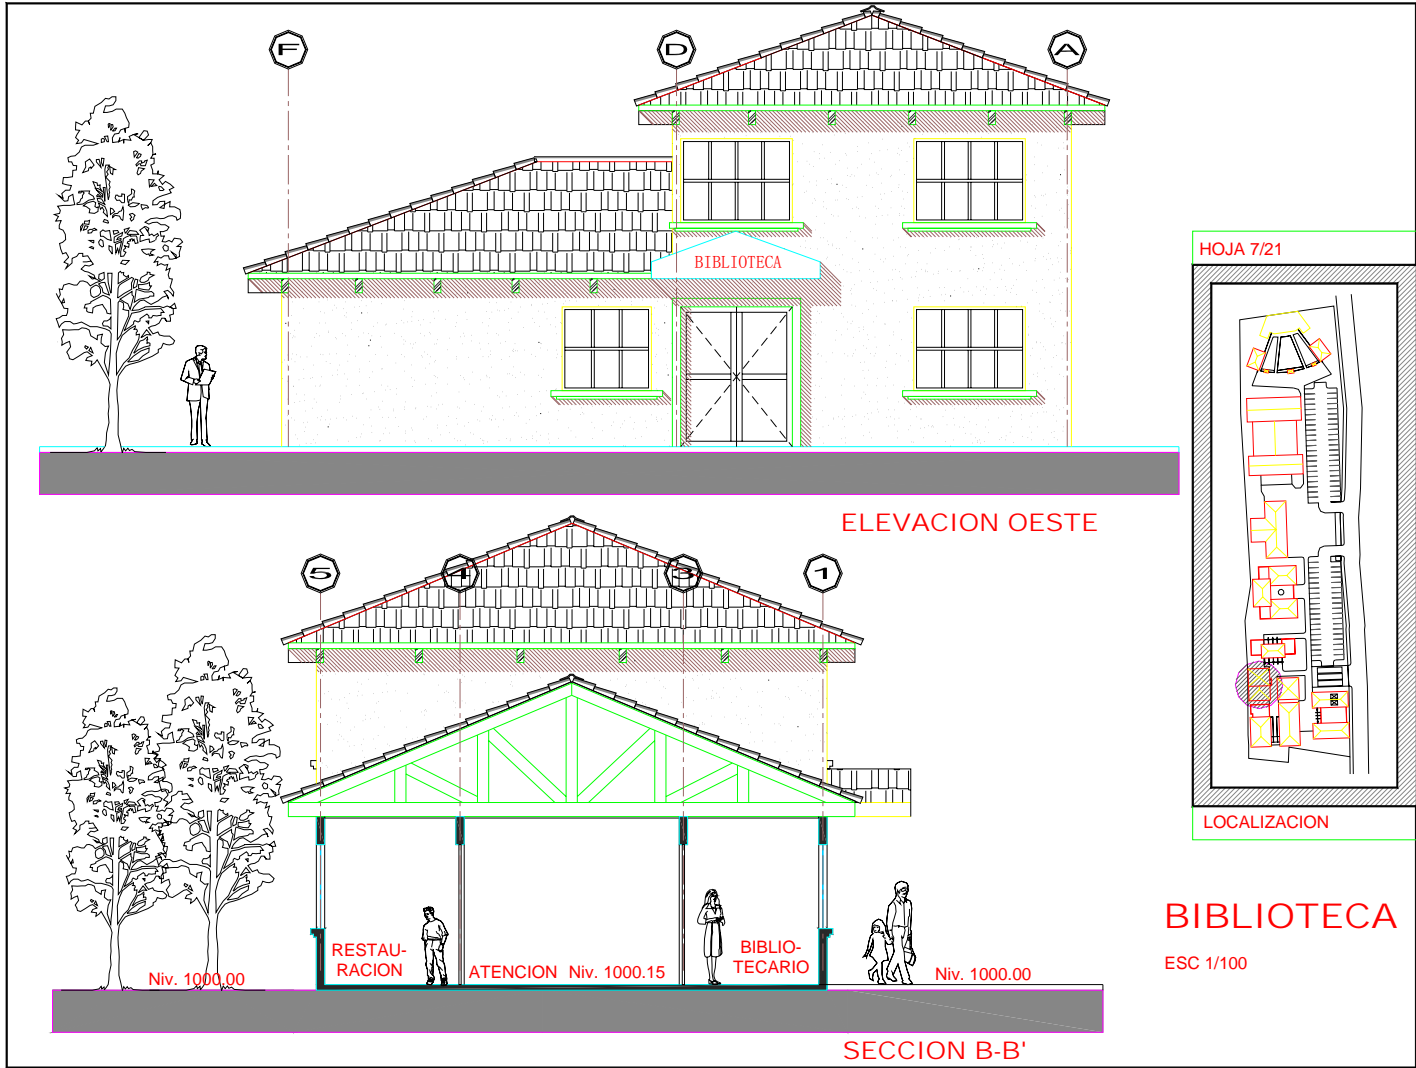 F
D
A
BIBLIOTECA
HOJA 7/21
ELEVACION OESTE
5
4
3
1
LOCALIZACION
BIBLIOTECA
ESC 1/100
RESTAU-
RACION
ATENCION Niv. 1000.15
BIBLIO-
TECARIO
Niv. 1000.00
Niv. 1000.00
SECCION B-B'